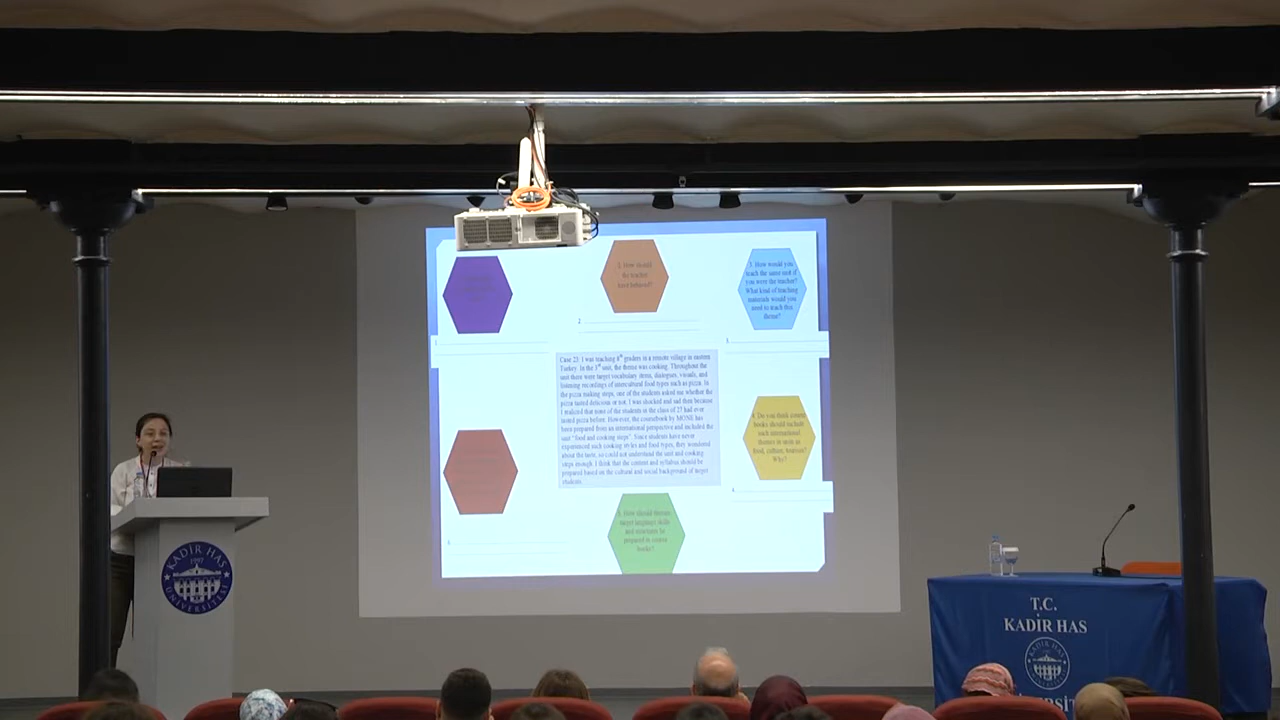 2. How should
the teacher
have behaved?
3. How would you
teach the same unit if
you were the teacher?
What kind of teaching
materials would you
need to teach this
theme?
2.
3.
1.
Case 23: I was teaching 8th graders in a remote village in eastern
Turkey. In the 3rd unit, the theme was cooking. Throughout the
unit there were target vocabulary items, dialogues, visuals, and
listening recordings of intercultural food types such as pizza. In
the pizza making steps, one of the students asked me whether the
pizza tasted delicious or not. I was shocked and sad then because
I realized that none of the students in the class of 27 had ever
tasted pizza before. However, the coursebook by MONE has
been prepared from an international perspective and included the
unit "food and cooking steps". Since students have never
experienced such cooking styles and food types, they wondered
about the taste, so could not understand the unit and cooking
steps enough. I think that the content and syllabus should be
prepared based on the cultural and social background of target
students.
4. Do you think course
books should include
such international
themes in units as
food, culture, tourism?
Why?
4.
5. How should
target language skills
and structures be
prepared in course
books?
KADİR HAS
1997
ÜNİVERSİTESİ
T.C.
KADİR HAS